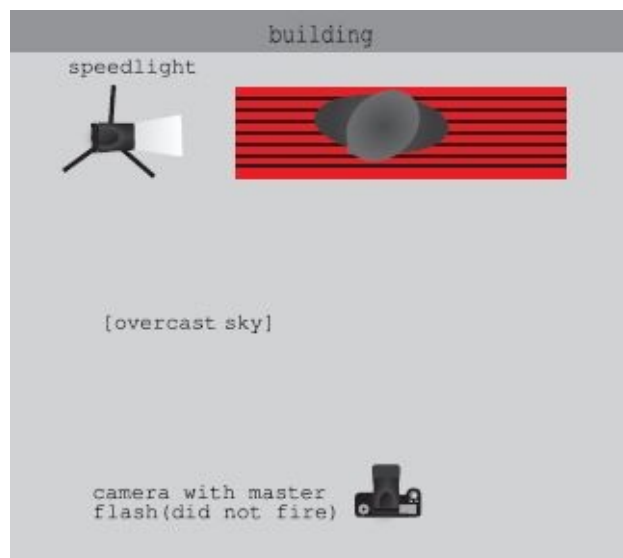 building
speedlight
[overcast sky]
camera with master
flash(did not fire)